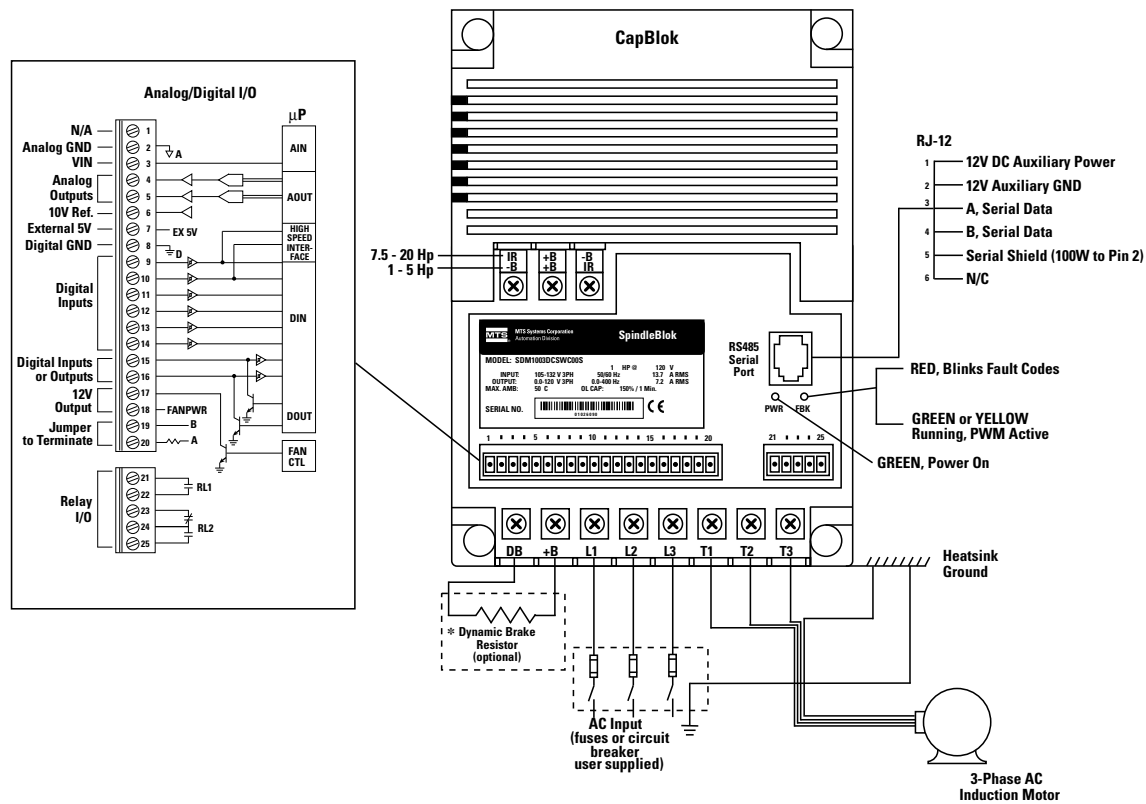 CapBlok
Analog/Digital I/O
μP
N/A
Analog GND
VIN
Analog
Outputs
10V Ref.
External 5V
Digital GND
Digital
Inputs
Digital Inputs
or Outputs
12V
Output
Jumper
to Terminate
Relay
I/O
1
2
3
4
5
6
7
8
9
10
11
12
13
14
15
16
17
18
19
20
21
22
23
24
25
A
EX 5V
D
FANPWR
B
A
RL1
RL2
AIN
AOUT
HIGH
SPEED
INTER-
FACE
DIN
DOUT
FAN
CTL
7.5 - 20 Hp
1 - 5 Hp
IR +B -B
-B +B IR
MTS MTS Systems Corporation
Automation Division
SpindleBlok
MODEL: SDM1003DCSWC00S
1 HP @ 120 V
INPUT: 105-132 V 3PH 50/60 Hz 13.7 A RMS
OUTPUT: 0.0-120 V 3PH 0.0-400 Hz 7.2 A RMS
MAX. AMB: 50 C OL CAP: 150% / 1 Min.
SERIAL NO.
CE
RS485
Serial
Port
PWR FBK
1 5 10 15 20
21 25
DB +B L1 L2 L3 T1 T2 T3
RJ-12
1 12V DC Auxiliary Power
2 12V Auxiliary GND
3 A, Serial Data
4 B, Serial Data
5 Serial Shield (100W to Pin 2)
6 N/C
RED, Blinks Fault Codes
GREEN or YELLOW
Running, PWM Active
GREEN, Power On
Heatsink
Ground
* Dynamic Brake
Resistor
(optional)
AC Input
(fuses or circuit
breaker
user supplied)
3-Phase AC
Induction Motor